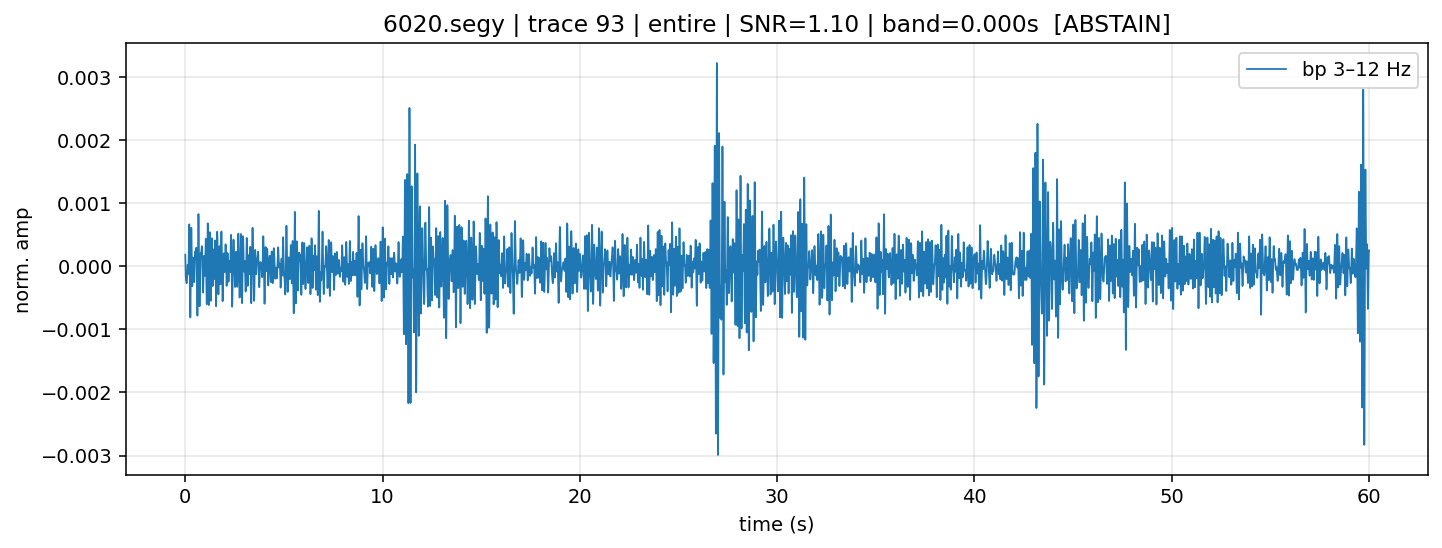 6020.segy | trace 93 | entire | SNR=1.10 | band=0.000s  [ABSTAIN]
bp 3–12 Hz
norm. amp
0.003
0.002
0.001
0.000
−0.001
−0.002
−0.003
0 10 20 30 40 50 60
time (s)